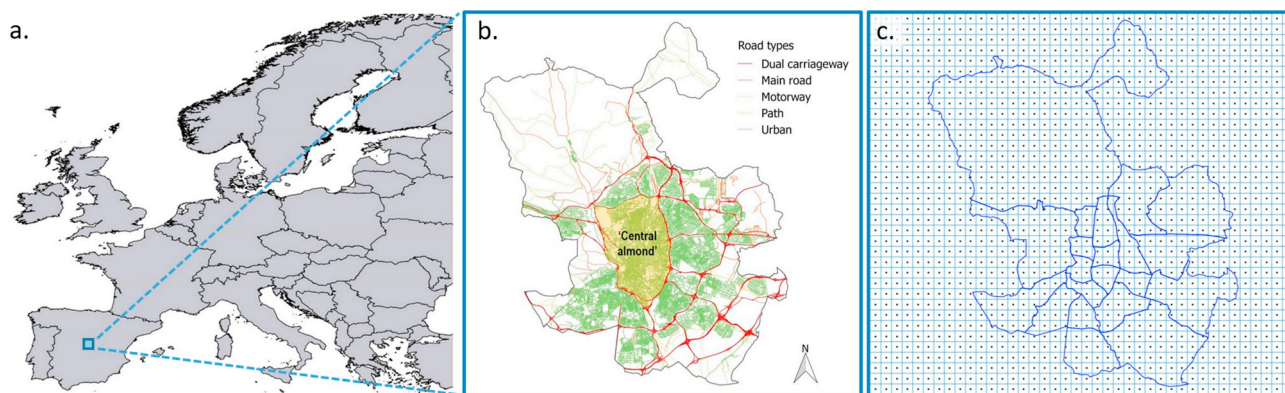 a.
b.
Road types
Dual carriageway
Main road
Motorway
Path
Urban
'Central
almond'
N
c.